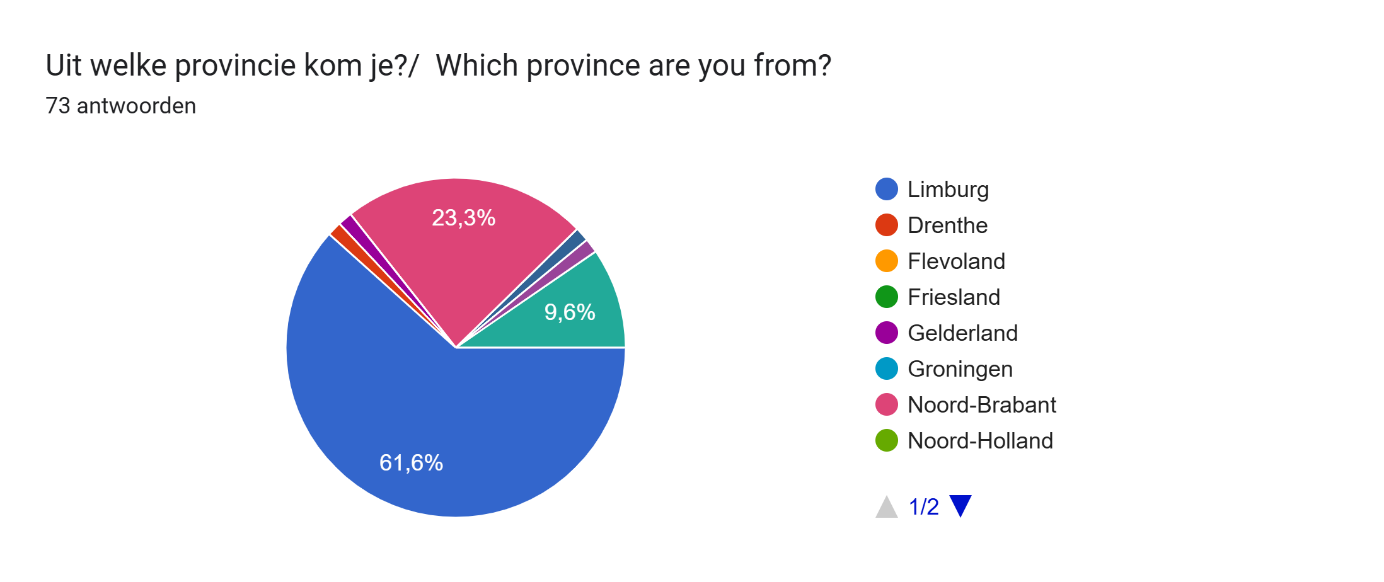 Uit welke provincie kom je?/  Which province are you from?
73 antwoorden
23,3%
9,6%
61,6%
Limburg
Drenthe
Flevoland
Friesland
Gelderland
Groningen
Noord-Brabant
Noord-Holland
1/2